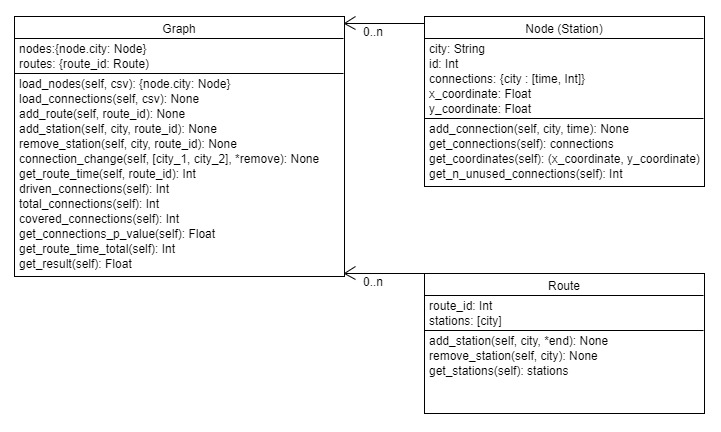 Graph
nodes:{node.city: Node}
routes: {route_id: Route)
load_nodes(self, csv): {node.city: Node}
load_connections(self, csv): None
add_route(self, route_id): None
add_station(self, city, route_id): None
remove_station(self, city, route_id): None
connection_change(self, [city_1, city_2], *remove): None
get_route_time(self, route_id): Int
driven_connections(self): Int
total_connections(self): Int
covered_connections(self): Int
get_connections_p_value(self): Float
get_route_time_total(self): Int
get_result(self): Float
0..n
Node (Station)
city: String
id: Int
connections: {city : [time, Int]}
x_coordinate: Float
y_coordinate: Float
add_connection(self, city, time): None
get_connections(self): connections
get_coordinates(self): (x_coordinate, y_coordinate)
get_n_unused_connections(self): Int
0..n
Route
route_id: Int
stations: [city]
add_station(self, city, *end): None
remove_station(self, city): None
get_stations(self): stations